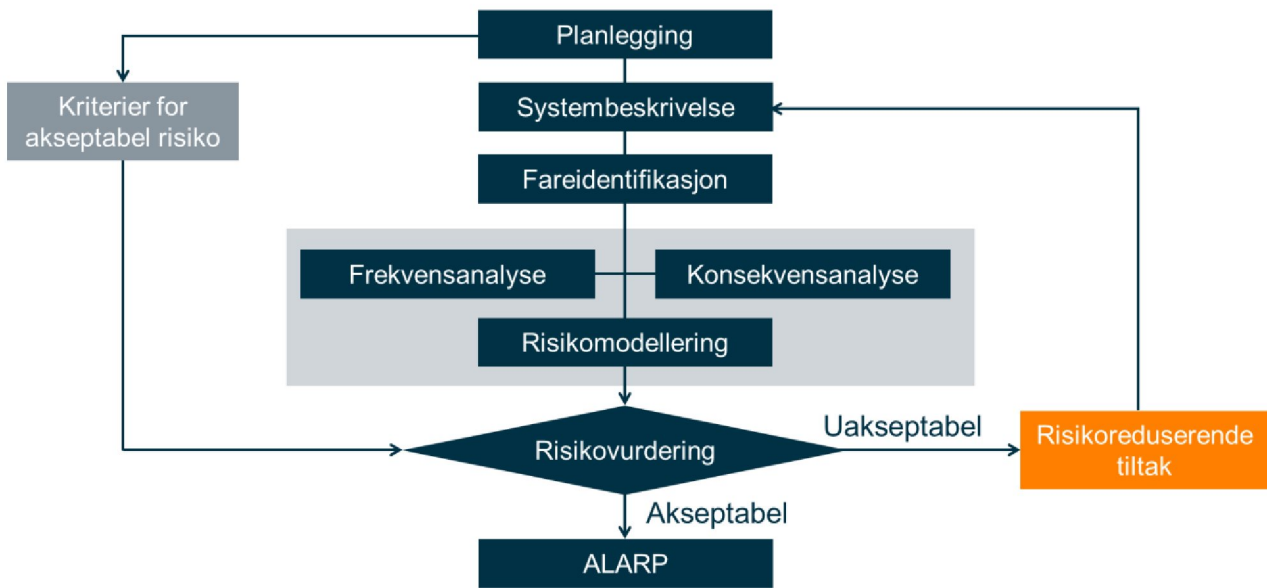 Planlegging
Kriterier for
akseptabel risiko
Systembeskrivelse
Fareidentifikasjon
Frekvensanalyse
Konsekvensanalyse
Risikomodellering
Risikovurdering
Uakseptabel
Risikoreduserende
tiltak
Akseptabel
ALARP